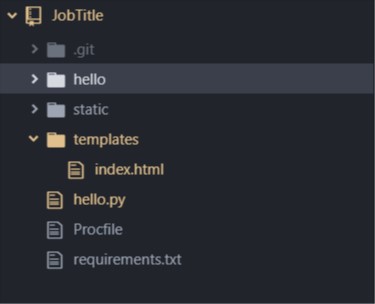 JobTitle
.git
hello
static
templates
index.html
hello.py
Procfile
requirements.txt